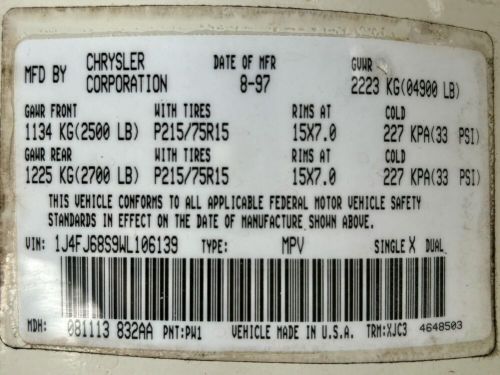 MFD BY CHRYSLER CORPORATION DATE OF MFR 8-97 GVWR 2223 KG(04900 LB)
GAWR FRONT WITH TIRES RIMS AT COLD
1134 KG(2500 LB) P215/75R15 15X7.0 227 KPA(33 PSI)
GAWR REAR WITH TIRES RIMS AT COLD
1225 KG(2700 LB) P215/75R15 15X7.0 227 KPA(33 PSI)
THIS VEHICLE CONFORMS TO ALL APPLICABLE FEDERAL MOTOR VEHICLE SAFETY
STANDARDS IN EFFECT ON THE DATE OF MANUFACTURE SHOWN ABOVE.
VIN: 1J4FJ68S9WL106139 TYPE: MPV SINGLE X DUAL
MDH: 081113 832AA PNT:PW1 VEHICLE MADE IN U.S.A. TRM:XJC3 4648503